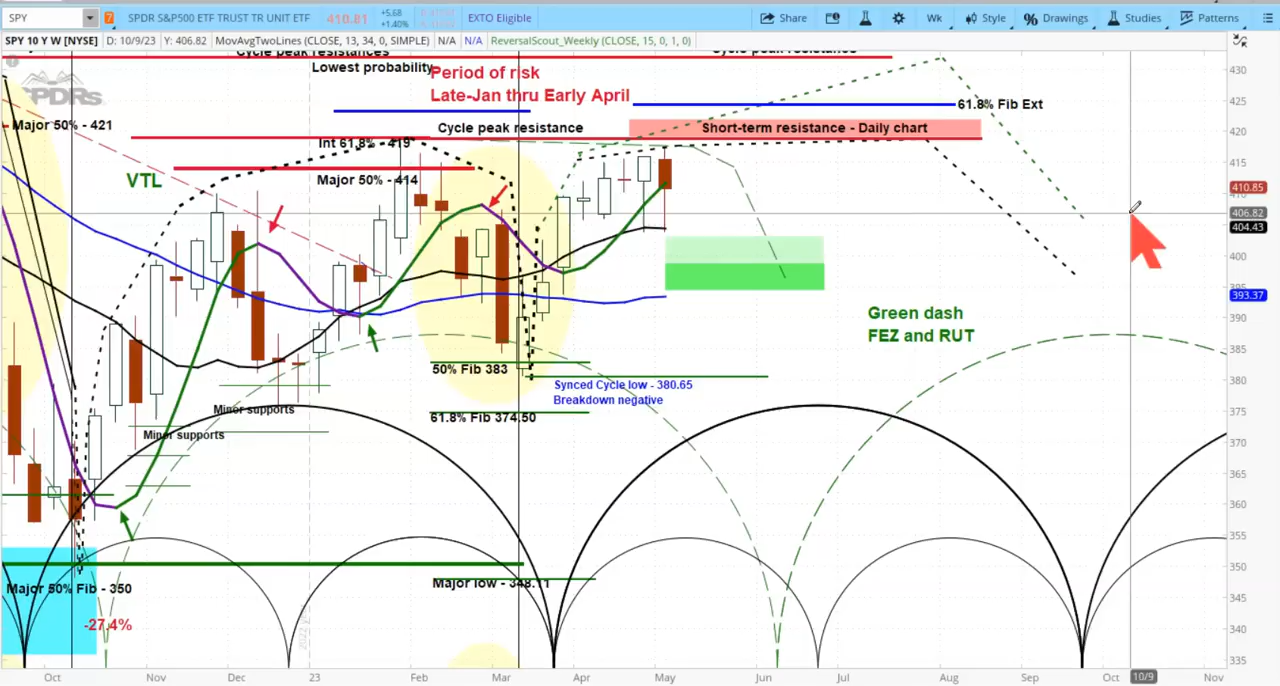 SPY
?
SPDR S&P500 ETF TRUST TR UNIT ETF
410.81
+5.68
+1.40%
EXTO Eligible
Share
Wk
Style
Drawings
Studies
Patterns
SPY 10 Y W [NYSE]
D: 10/9/23
Y: 406.82
MovAvgTwoLines (CLOSE, 13, 34, 0, SIMPLE)
N/A
N/A
ReversalScout_Weekly (CLOSE, 15, 0, 1, 0)
Cycle peak resistances
Cycle peak resistance
Lowest probability
Period of risk
Late-Jan thru Early April
SPDRs
Major 50% - 421
61.8% Fib Ext
Cycle peak resistance
Short-term resistance - Daily chart
Int 61.8% - 419
VTL
Major 50% - 414
Green dash
FEZ and RUT
50% Fib 383
Synced Cycle low - 380.65
Breakdown negative
Minor supports
61.8% Fib 374.50
Minor supports
Major 50% Fib - 350
Major low - 348.11
-27.4%
430
425
420
415
410.85
406.82
404.43
400
395
393.37
390
385
380
375
370
365
360
355
350
345
340
335
Oct
Nov
Dec
23
Feb
Mar
Apr
May
Jun
Jul
Aug
Sep
Oct
10/9
Nov